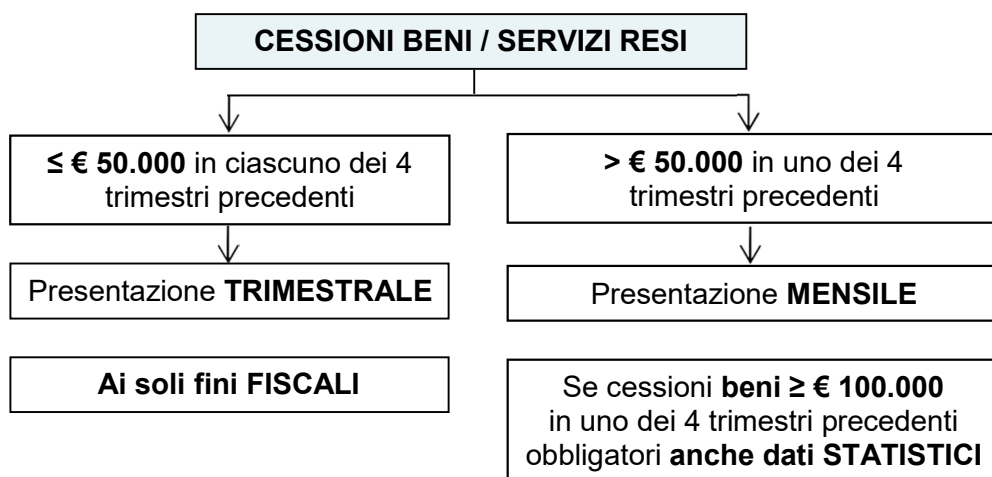 CESSIONI BENI / SERVIZI RESI
≤ € 50.000 in ciascuno dei 4
trimestri precedenti
> € 50.000 in uno dei 4
trimestri precedenti
Presentazione TRIMESTRALE
Presentazione MENSILE
Ai soli fini FISCALI
Se cessioni beni ≥ € 100.000
in uno dei 4 trimestri precedenti
obbligatori anche dati STATISTICI